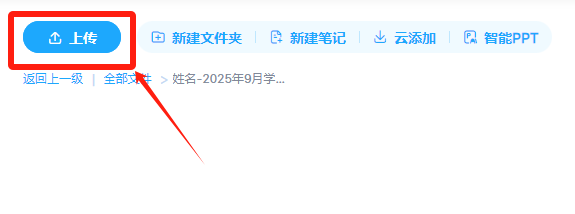 上传 新建文件夹 新建笔记 云添加 智能PPT
返回上一级 | 全部文件 > 姓名-2025年9月学...